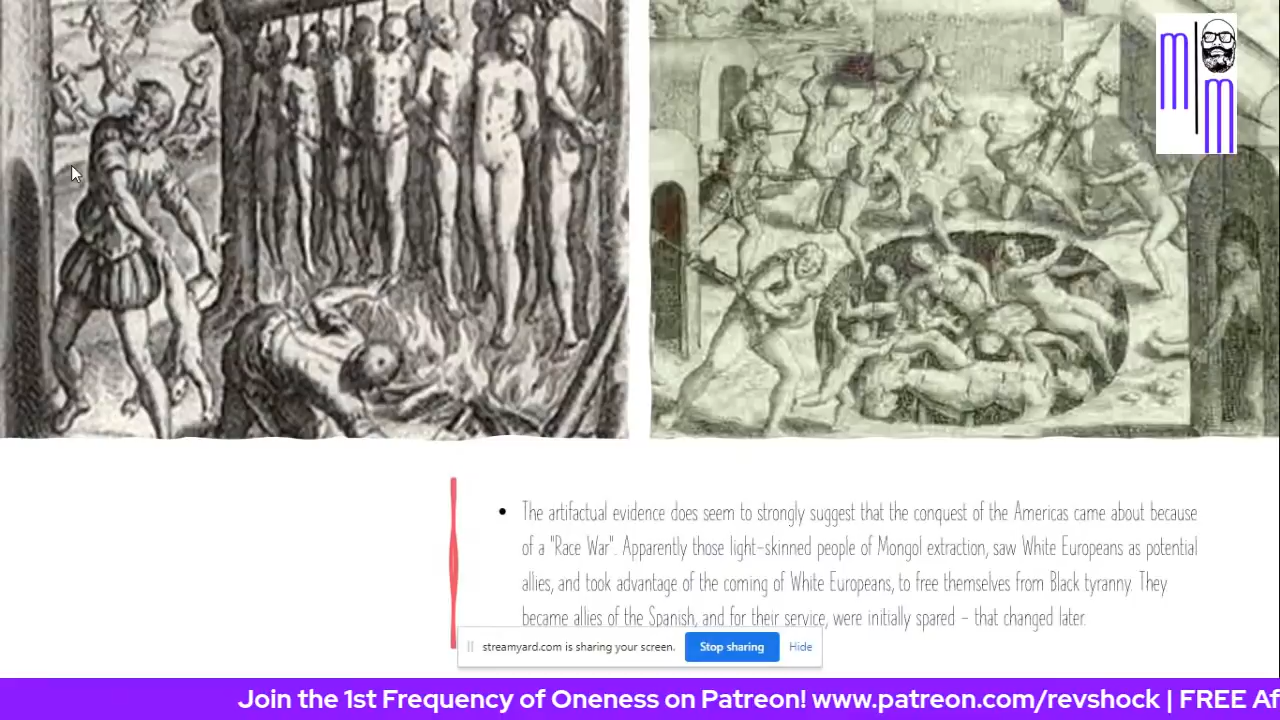 m m
The artifactual evidence does seem to strongly suggest that the conquest of the Americas came about because
of a "Race War". Apparently those light-skinned people of Mongol extraction, saw White Europeans as potential
allies, and took advantage of the coming of White Europeans, to free themselves from Black tyranny. They
became allies of the Spanish, and for their service, were initially spared – that changed later.
streamyard.com is sharing your screen. Stop sharing Hide
Join the 1st Frequency of Oneness on Patreon! www.patreon.com/revshock | FREE Af